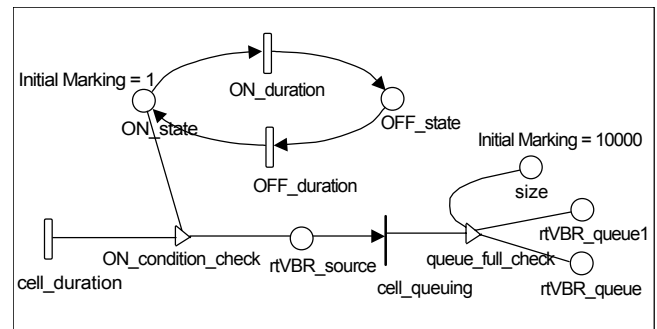 Initial Marking = 1
ON_duration
ON_state
OFF_state
OFF_duration
Initial Marking = 10000
size
rtVBR_queue1
ON_condition_check
rtVBR_source
queue_full_check
cell_duration
cell_queuing
rtVBR_queue